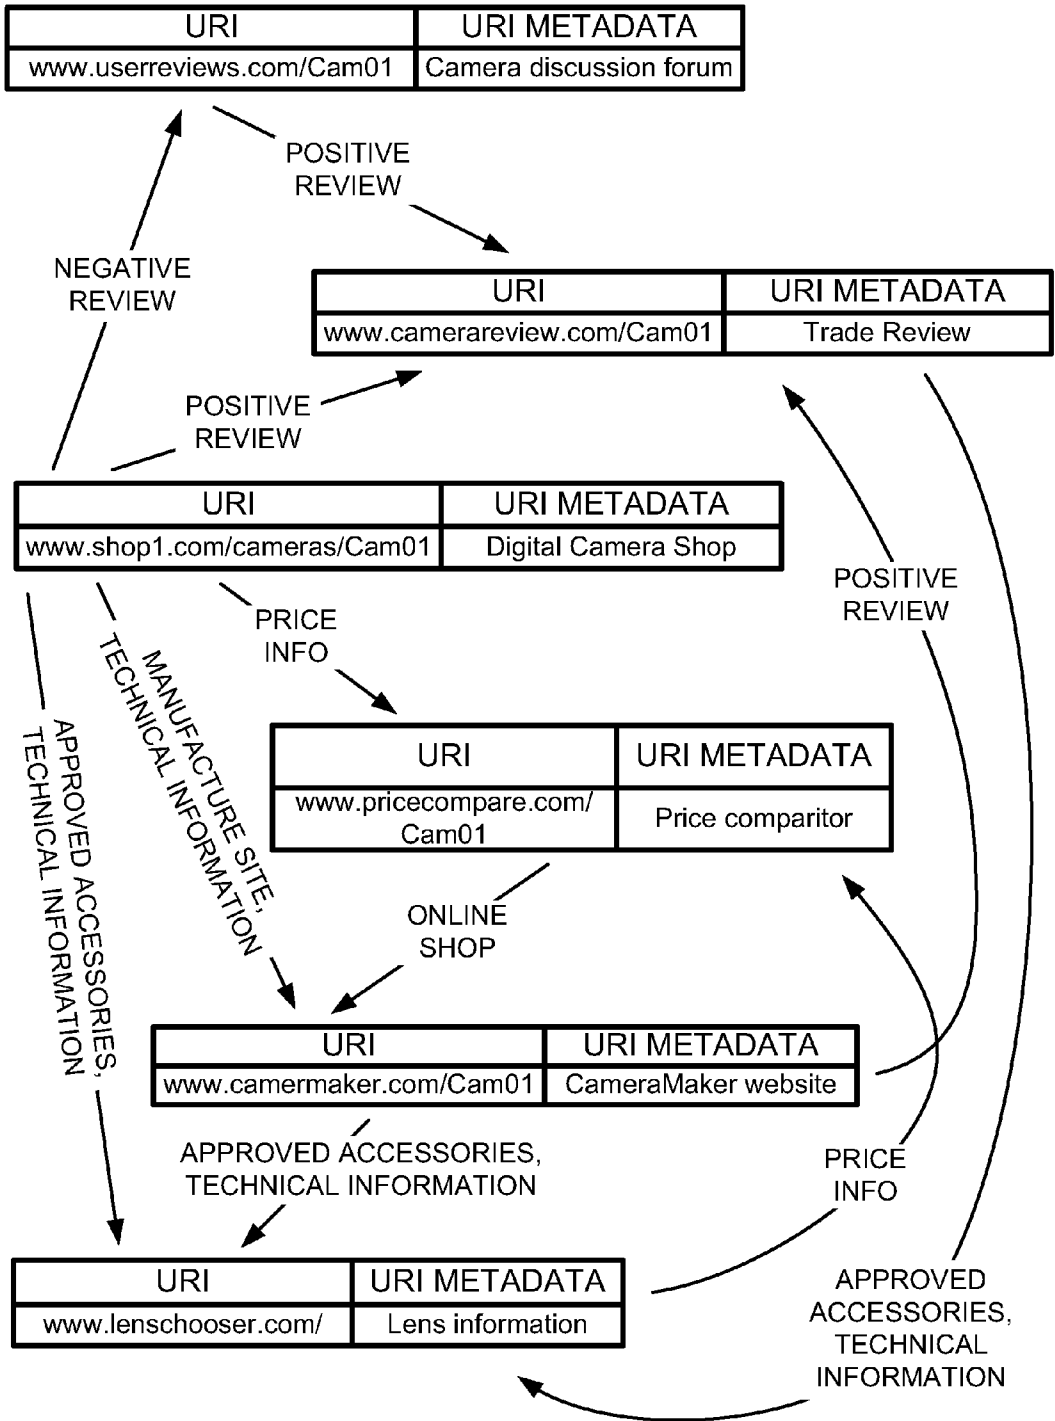 URI URI METADATA
www.userreviews.com/Cam01 Camera discussion forum
POSITIVE
REVIEW
NEGATIVE
REVIEW
URI URI METADATA
www.camerareview.com/Cam01 Trade Review
POSITIVE
REVIEW
URI URI METADATA
www.shop1.com/cameras/Cam01 Digital Camera Shop
POSITIVE
REVIEW
PRICE
INFO
MANUFACTURE SITE,
TECHNICAL INFORMATION
APPROVED ACCESSORIES,
TECHNICAL INFORMATION
URI URI METADATA
www.pricecompare.com/
Cam01
Price comparitor
ONLINE
SHOP
URI URI METADATA
www.camermaker.com/Cam01 CameraMaker website
APPROVED ACCESSORIES,
TECHNICAL INFORMATION
PRICE
INFO
URI URI METADATA
www.lenschooser.com/ Lens information
APPROVED
ACCESSORIES,
TECHNICAL
INFORMATION